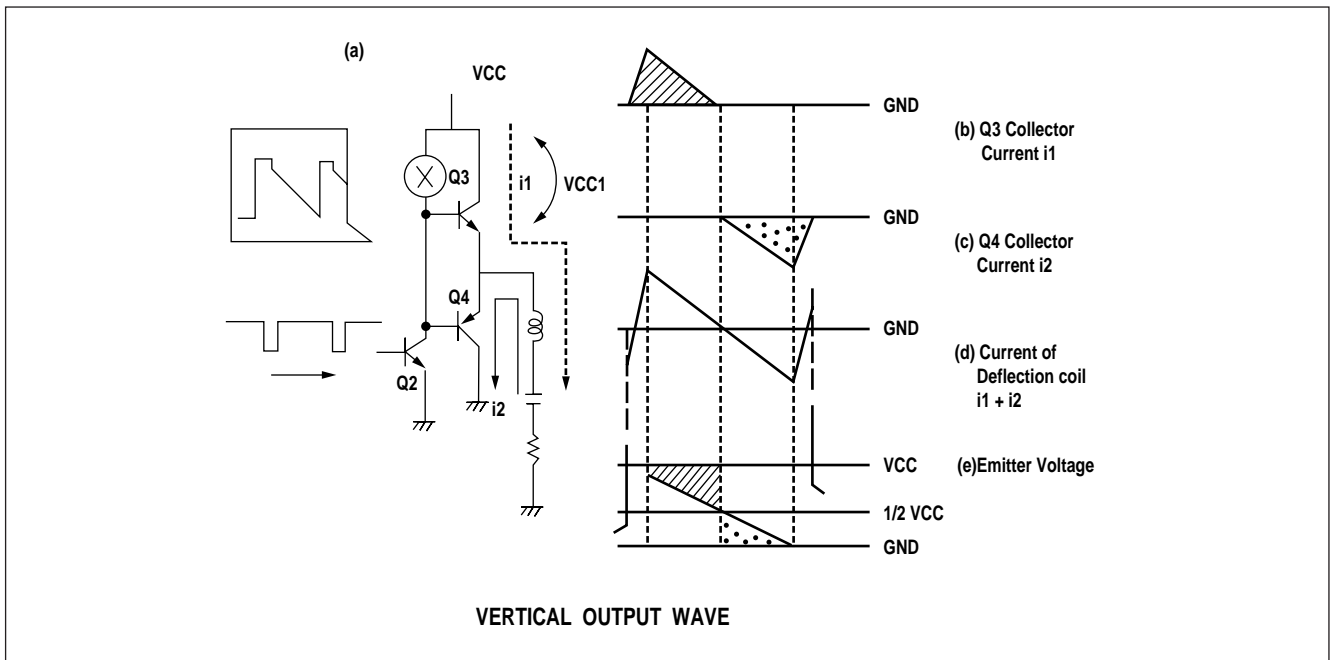 (a)
VCC
Q3
i1
VCC1
Q4
Q2
i2
GND
(b) Q3 Collector
Current i1
GND
(c) Q4 Collector
Current i2
GND
(d) Current of
Deflection coil
i1 + i2
VCC
(e)Emitter Voltage
1/2 VCC
GND
VERTICAL OUTPUT WAVE